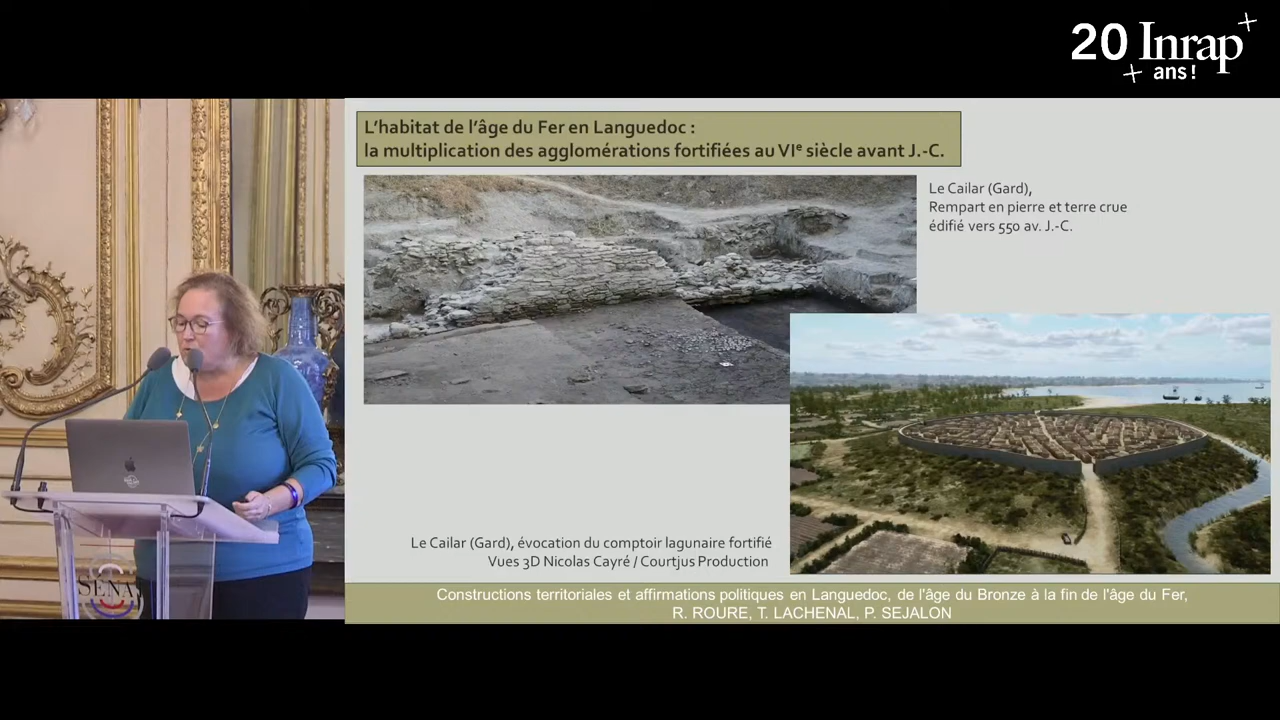 20 Inrap
ans !
L'habitat de l'âge du Fer en Languedoc :
la multiplication des agglomérations fortifiées au VIe siècle avant J.-C.
Le Cailar (Gard),
Rempart en pierre et terre crue
édifié vers 550 av. J.-C.
Le Cailar (Gard), évocation du comptoir lagunaire fortifié
Vues 3D Nicolas Cayré / Courtjus Production
SÉNA
Constructions territoriales et affirmations politiques en Languedoc, de l'âge du Bronze à la fin de l'âge du Fer,
R. ROURE, T. LACHENAL, P. SEJALON